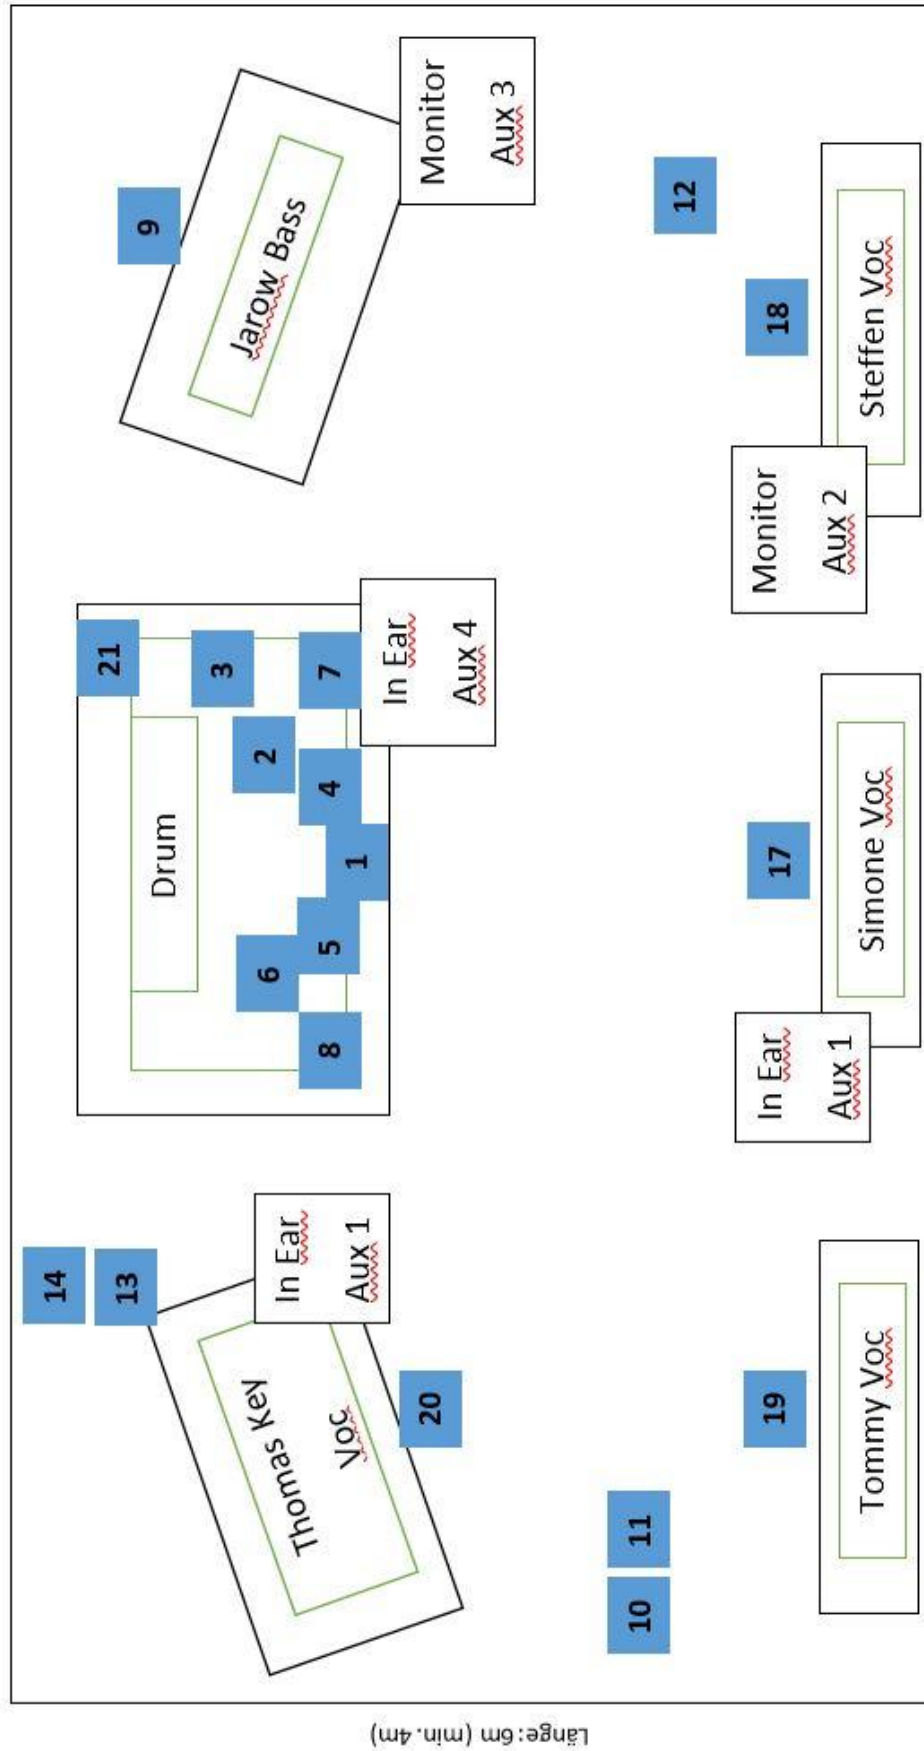 Länge: 6m (min. 4m)
14
13
Thomas Key
Voc
In Ear
Aux 1
20
Drum
21
3
2
6
8
5
1
4
7
In Ear
Aux 4
9
Jarow Bass
Monitor
Aux 3
10
11
12
19
Tommy Voc
17
In Ear
Aux 1
Simone Voc
18
Monitor
Aux 2
Steffen Voc